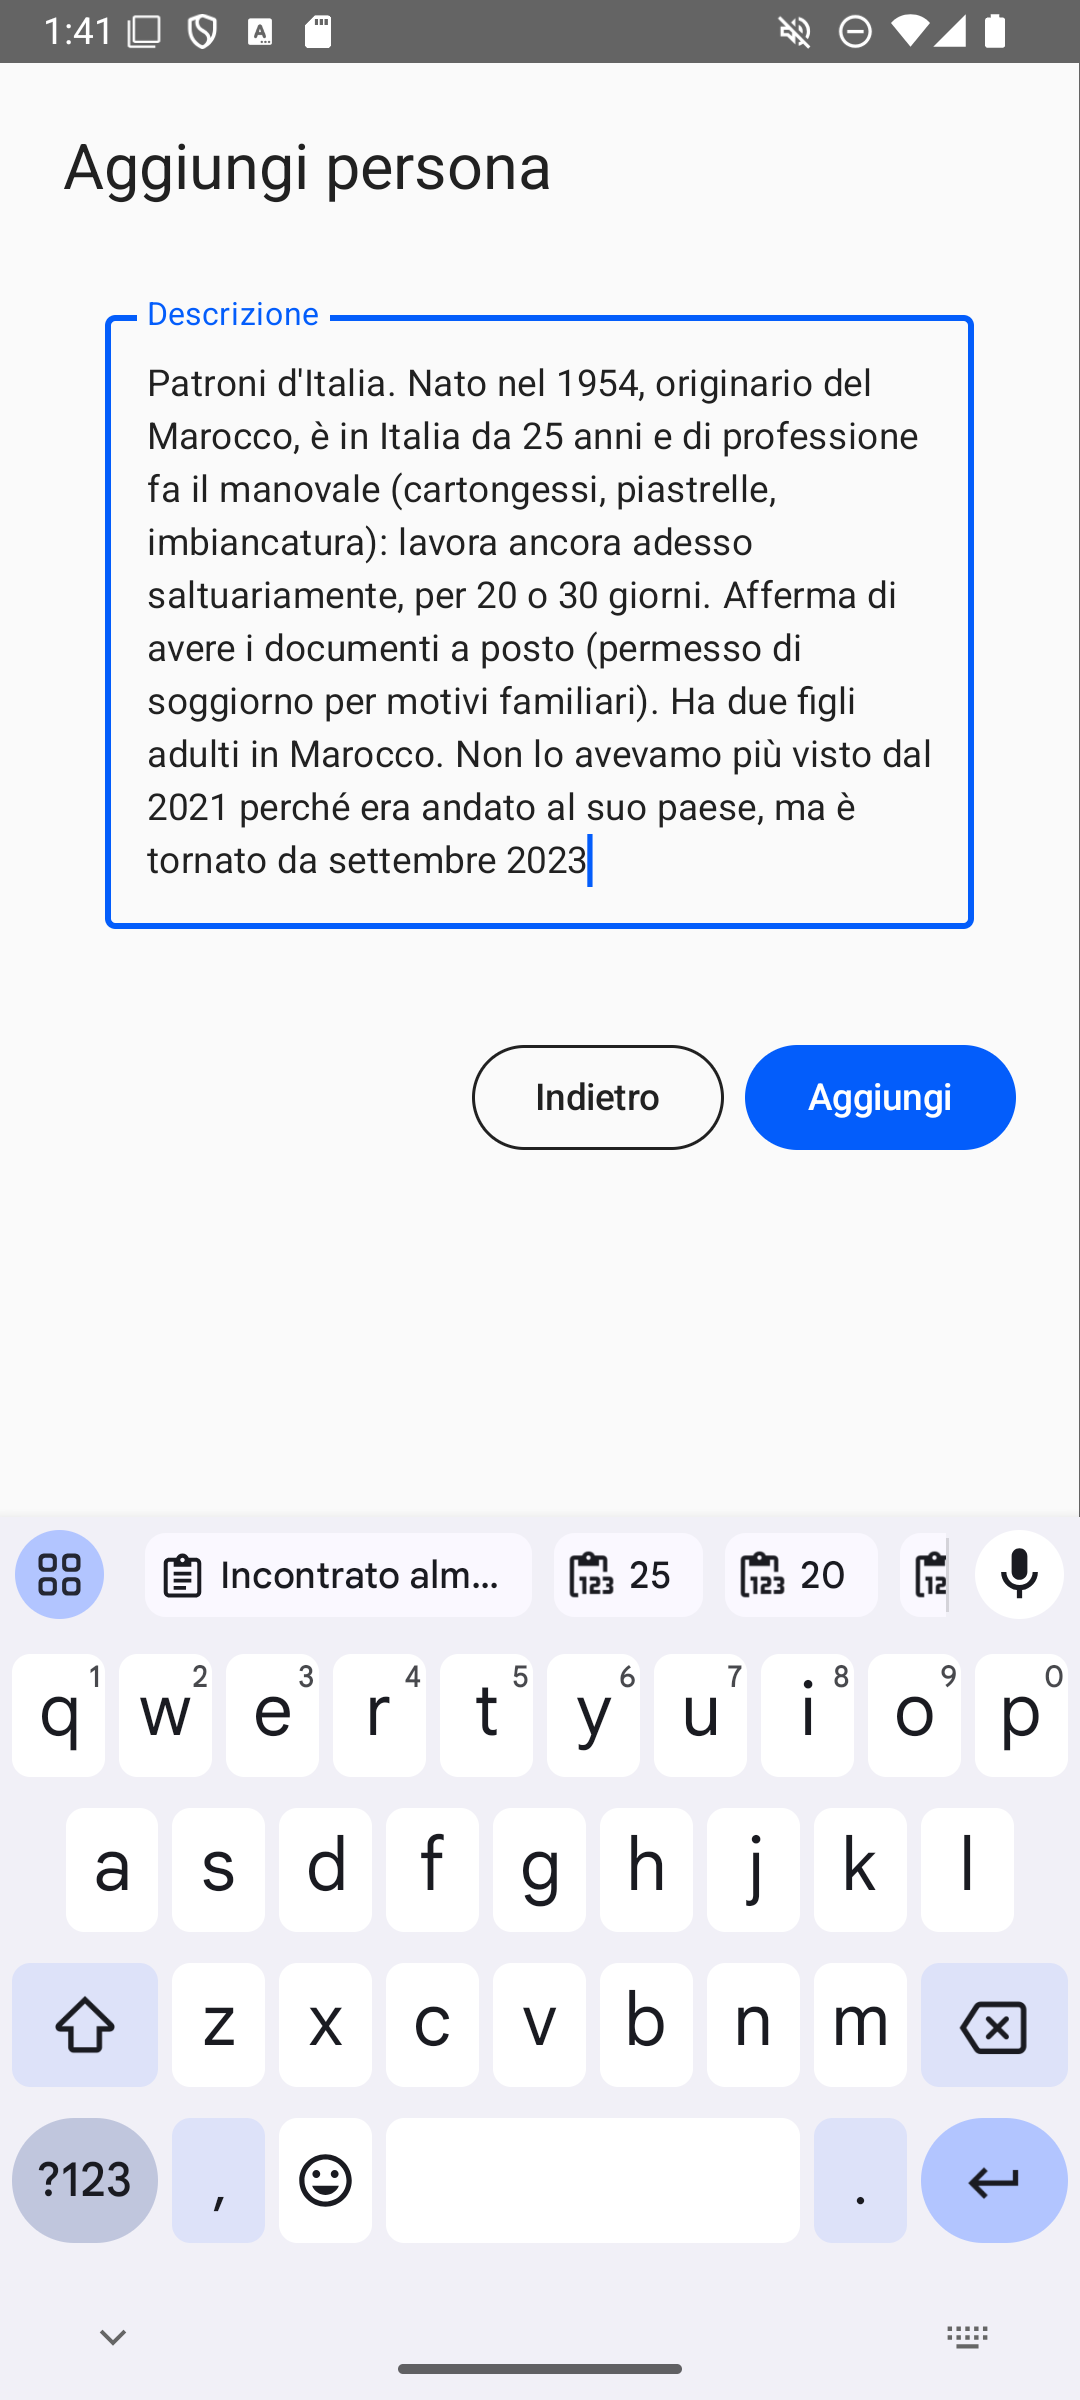 1:41
Aggiungi persona
Descrizione
Patroni d'Italia. Nato nel 1954, originario del
Marocco, è in Italia da 25 anni e di professione
fa il manovale (cartongessi, piastrelle,
imbiancatura): lavora ancora adesso
saltuariamente, per 20 o 30 giorni. Afferma di
avere i documenti a posto (permesso di
soggiorno per motivi familiari). Ha due figli
adulti in Marocco. Non lo avevamo più visto dal
2021 perché era andato al suo paese, ma è
tornato da settembre 2023
Indietro Aggiungi
Incontrato alm... 123 25 123 20 12
q 1 w 2 e 3 r 4 t 5 y 6 u 7 i 8 o 9 p 0
a s d f g h j k l
z x c v b n m
?123 , .